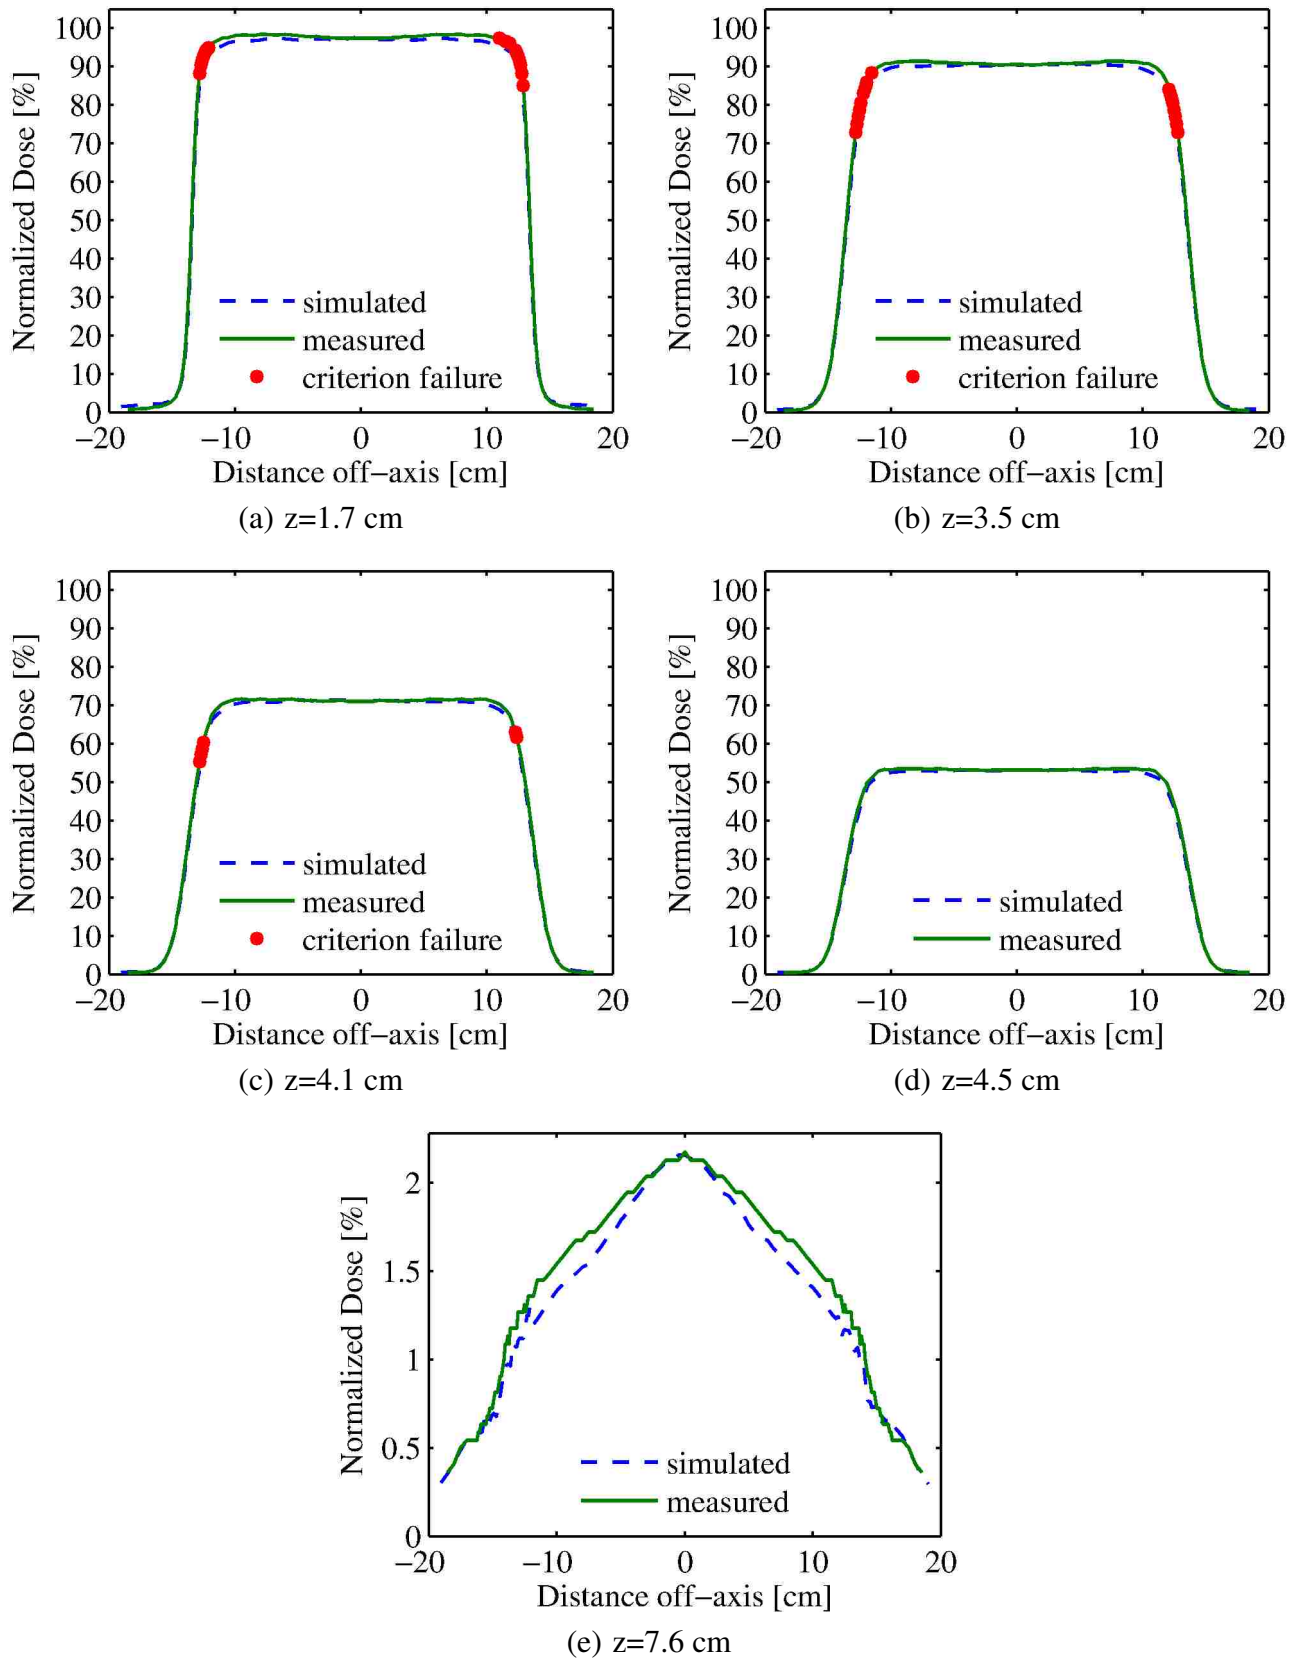 100
90
80
70
60
50
40
30
20
10
0
Normalized Dose [%]
simulated
measured
criterion failure
−20 −10 0 10 20
Distance off−axis [cm]
(a) z=1.7 cm
100
90
80
70
60
50
40
30
20
10
0
Normalized Dose [%]
simulated
measured
criterion failure
−20 −10 0 10 20
Distance off−axis [cm]
(b) z=3.5 cm
100
90
80
70
60
50
40
30
20
10
0
Normalized Dose [%]
simulated
measured
criterion failure
−20 −10 0 10 20
Distance off−axis [cm]
(c) z=4.1 cm
100
90
80
70
60
50
40
30
20
10
0
Normalized Dose [%]
simulated
measured
−20 −10 0 10 20
Distance off−axis [cm]
(d) z=4.5 cm
2
1.5
1
0.5
0
Normalized Dose [%]
simulated
measured
−20 −10 0 10 20
Distance off−axis [cm]
(e) z=7.6 cm